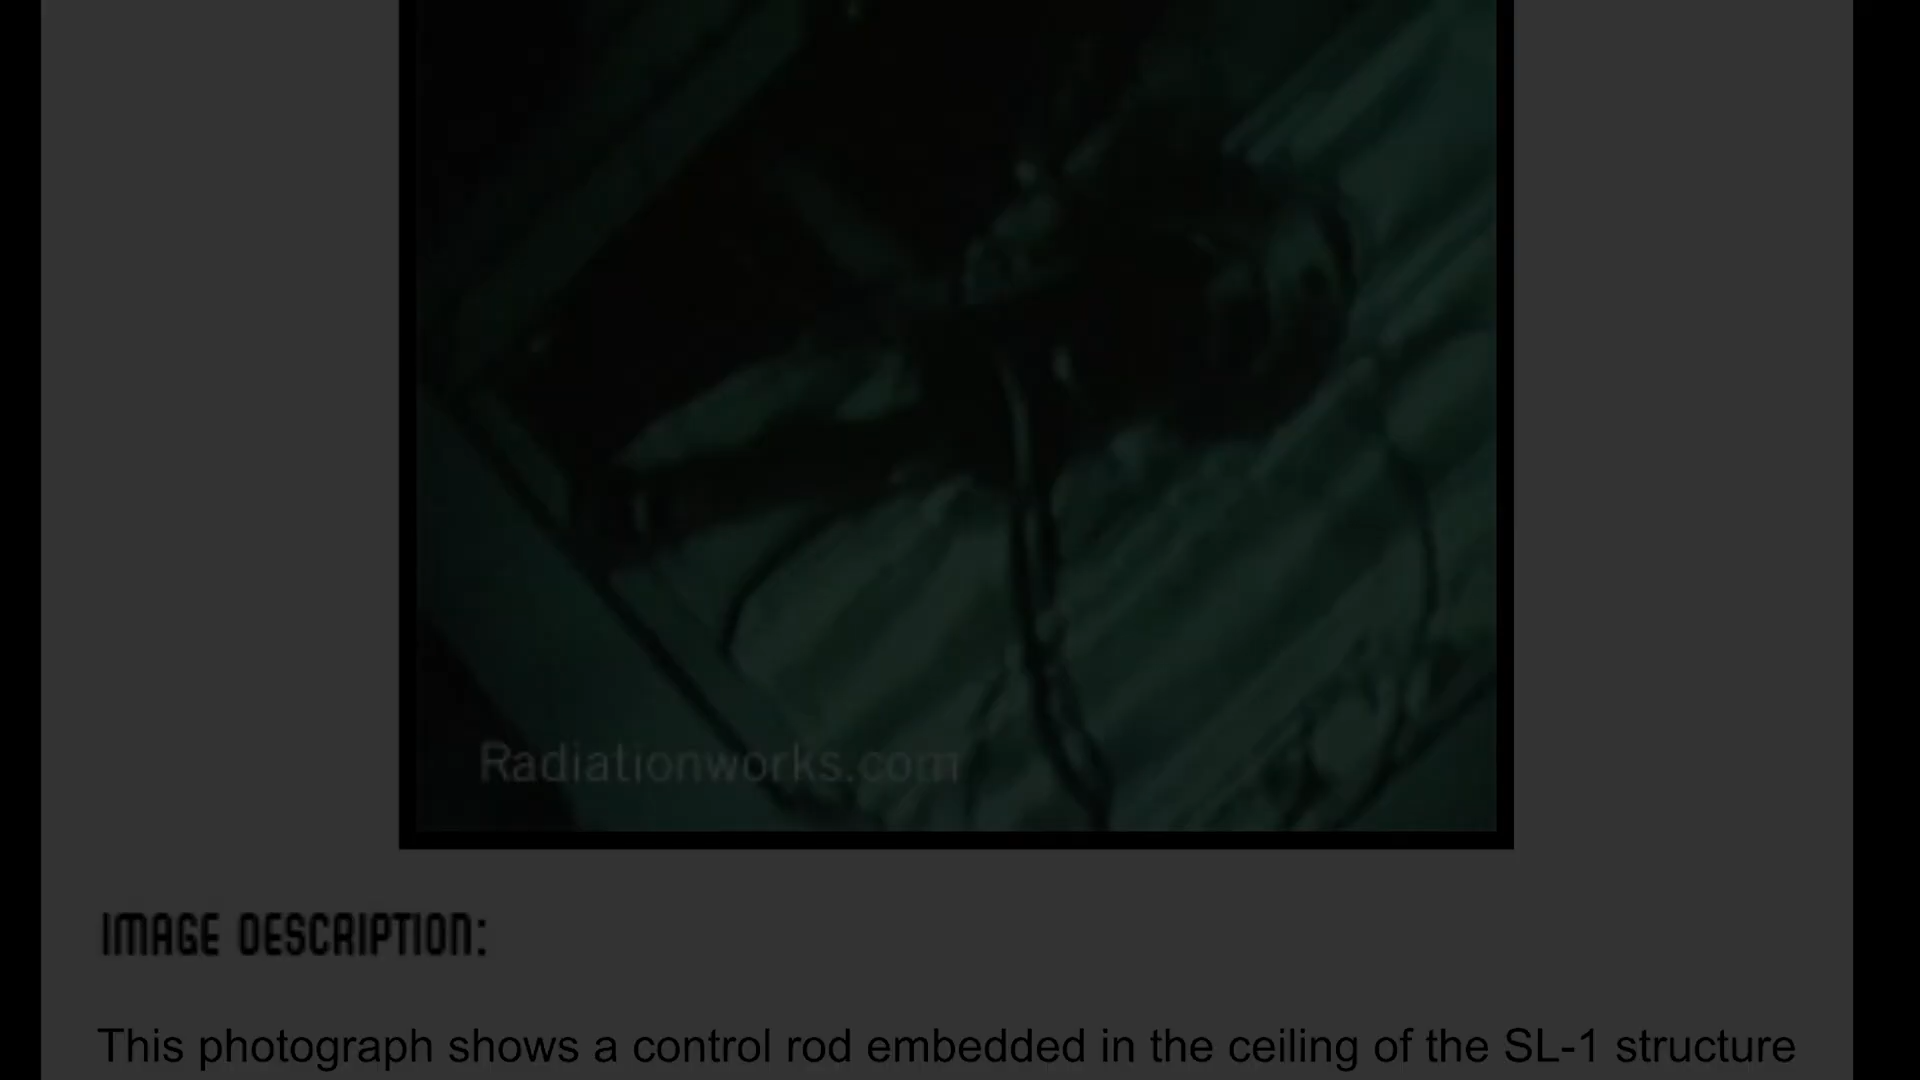 Radiationworks.com
IMAGE DESCRIPTION:
This photograph shows a control rod embedded in the ceiling of the SL-1 structure